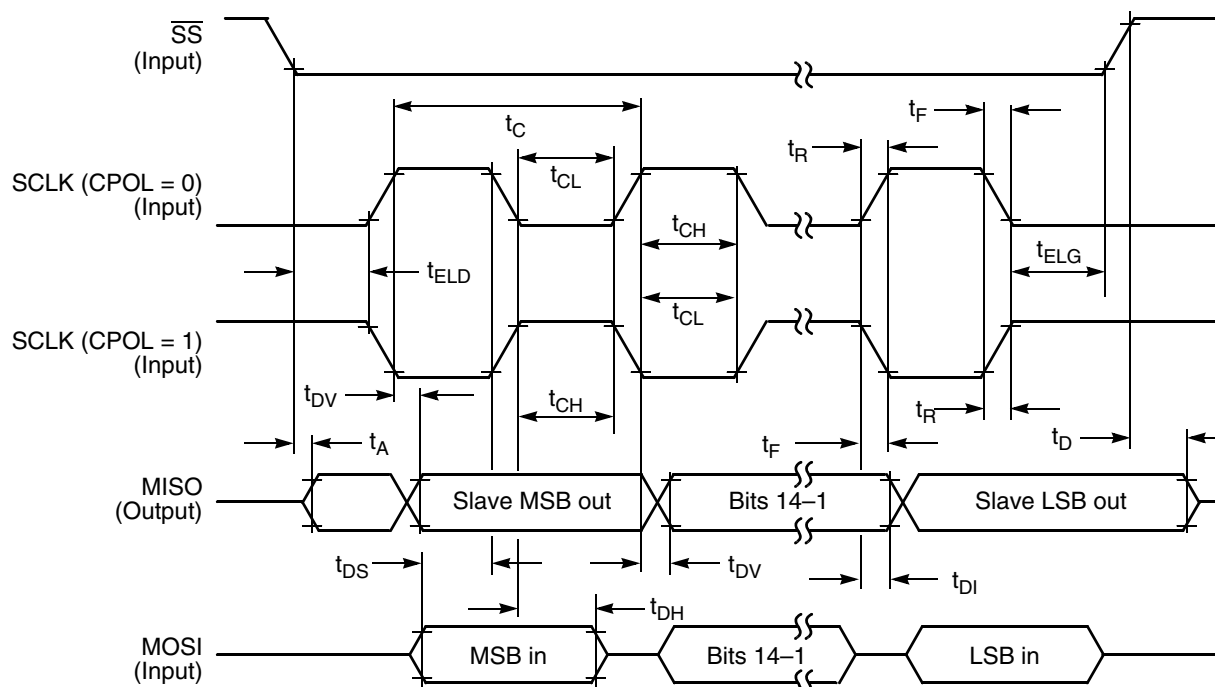 SS
(Input)
tF
tC
tR
SCLK (CPOL = 0)
(Input)
tCL
tCH
tELD
tELG
SCLK (CPOL = 1)
(Input)
tCL
tDV
tCH
tR
tA
tF
tD
MISO
(Output)
Slave MSB out
Bits 14–1
Slave LSB out
tDS
tDV
tDI
tDH
MOSI
(Input)
MSB in
Bits 14–1
LSB in